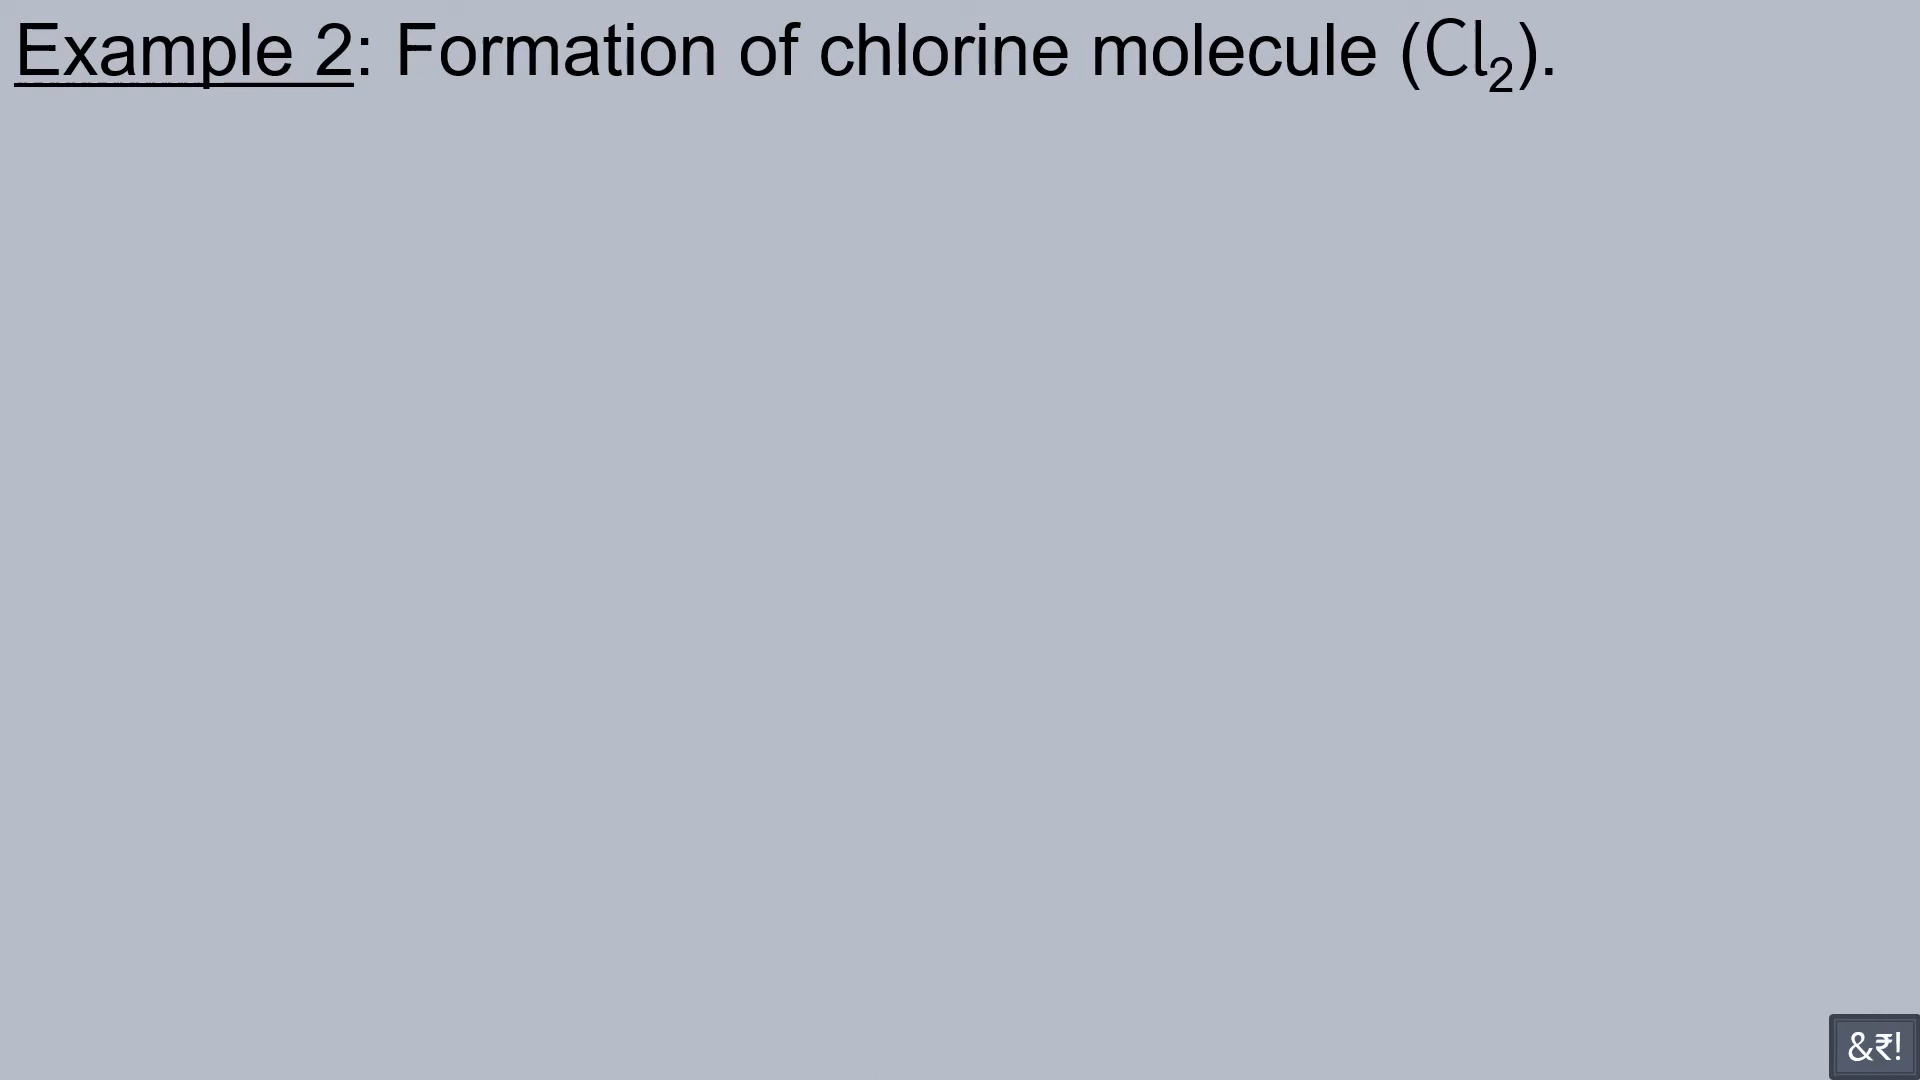 Example 2: Formation of chlorine molecule (Cl₂).
&₹!